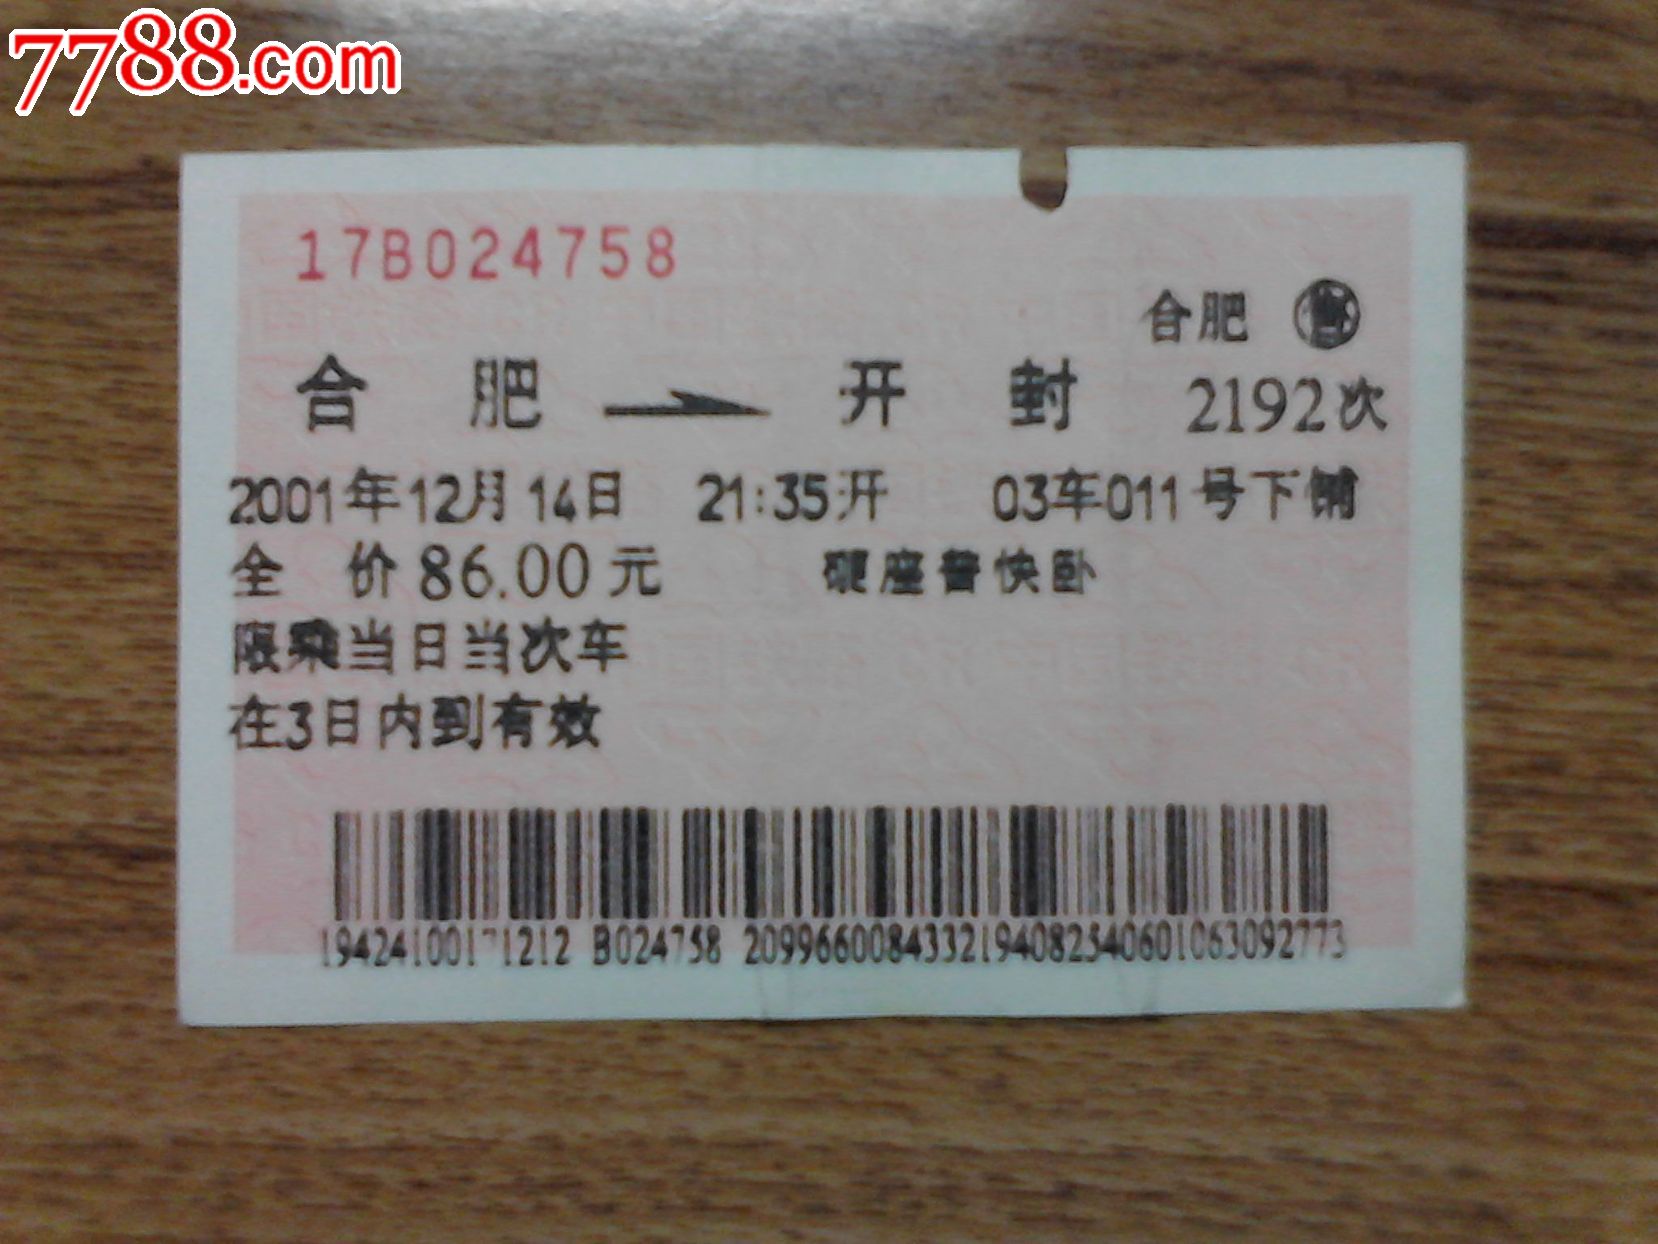 7788.com
17B024758
合肥 售
合肥 开封 2192次
2001年12月14日 21:35开 03车011号下铺
全价86.00元 硬座普快卧
限乘当日当次车
在3日内到有效
19424100171212 B024758 2099660084332194082540601063092773